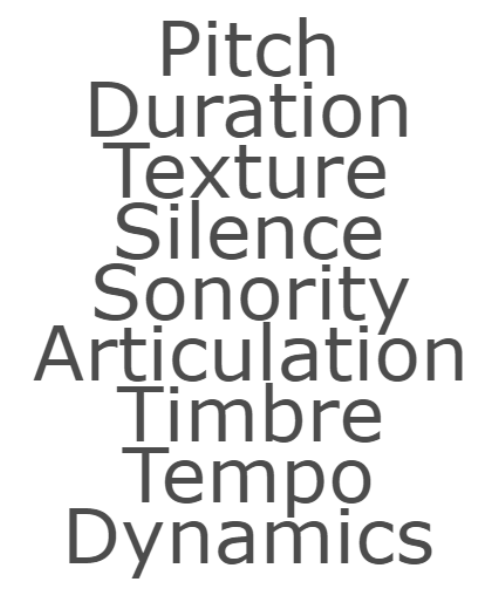 Pitch
Duration
Texture
Silence
Sonority
Articulation
Timbre
Tempo
Dynamics